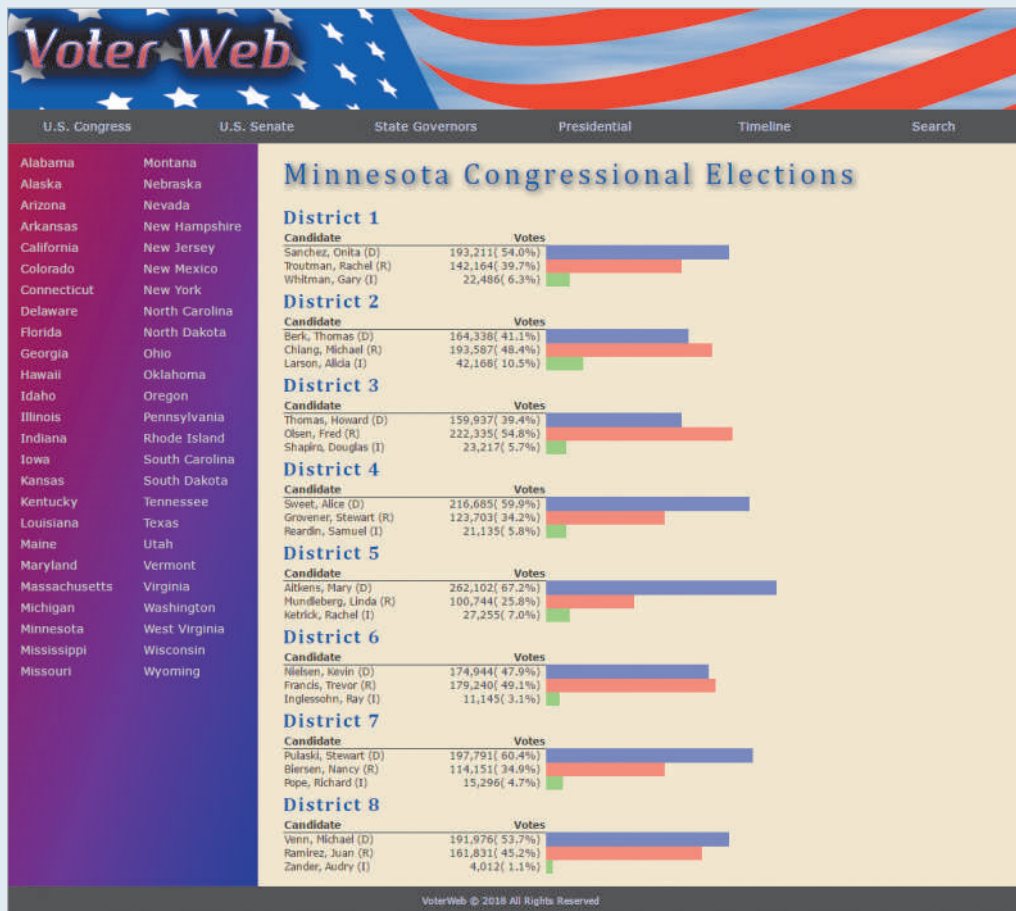 Voter Web
U.S. Congress U.S. Senate State Governors Presidential Timeline Search
Alabama Montana
Alaska Nebraska
Arizona Nevada
Arkansas New Hampshire
California New Jersey
Colorado New Mexico
Connecticut New York
Delaware North Carolina
Florida North Dakota
Georgia Ohio
Hawaii Oklahoma
Idaho Oregon
Illinois Pennsylvania
Indiana Rhode Island
Iowa South Carolina
Kansas South Dakota
Kentucky Tennessee
Louisiana Texas
Maine Utah
Maryland Vermont
Massachusetts Virginia
Michigan Washington
Minnesota West Virginia
Mississippi Wisconsin
Missouri Wyoming
Minnesota Congressional Elections
District 1
Candidate Votes
Sanchez, Onita (D) 193,211( 54.0%)
Troutman, Rachel (R) 142,164( 39.7%)
Whitman, Gary (I) 22,486( 6.3%)
District 2
Candidate Votes
Berk, Thomas (D) 164,338( 41.1%)
Chiang, Michael (R) 193,587( 48.4%)
Larson, Alicia (I) 42,168( 10.5%)
District 3
Candidate Votes
Thomas, Howard (D) 159,937( 39.4%)
Olsen, Fred (R) 222,335( 54.8%)
Shapiro, Douglas (I) 23,217( 5.7%)
District 4
Candidate Votes
Sweet, Alice (D) 216,685( 59.9%)
Grovener, Stewart (R) 123,703( 34.2%)
Reardin, Samuel (I) 21,135( 5.8%)
District 5
Candidate Votes
Aitkens, Mary (D) 262,102( 67.2%)
Mundleberg, Linda (R) 100,744( 25.8%)
Ketrick, Rachel (I) 27,255( 7.0%)
District 6
Candidate Votes
Nielsen, Kevin (D) 174,944( 47.9%)
Francis, Trevor (R) 179,240( 49.1%)
Inglessohn, Ray (I) 11,145( 3.1%)
District 7
Candidate Votes
Pulaski, Stewart (D) 197,791( 60.4%)
Biersen, Nancy (R) 114,151( 34.9%)
Pope, Richard (I) 15,296( 4.7%)
District 8
Candidate Votes
Venn, Michael (D) 191,976( 53.7%)
Ramirez, Juan (R) 161,831( 45.2%)
Zander, Audry (I) 4,012( 1.1%)
VoterWeb © 2018 All Rights Reserved